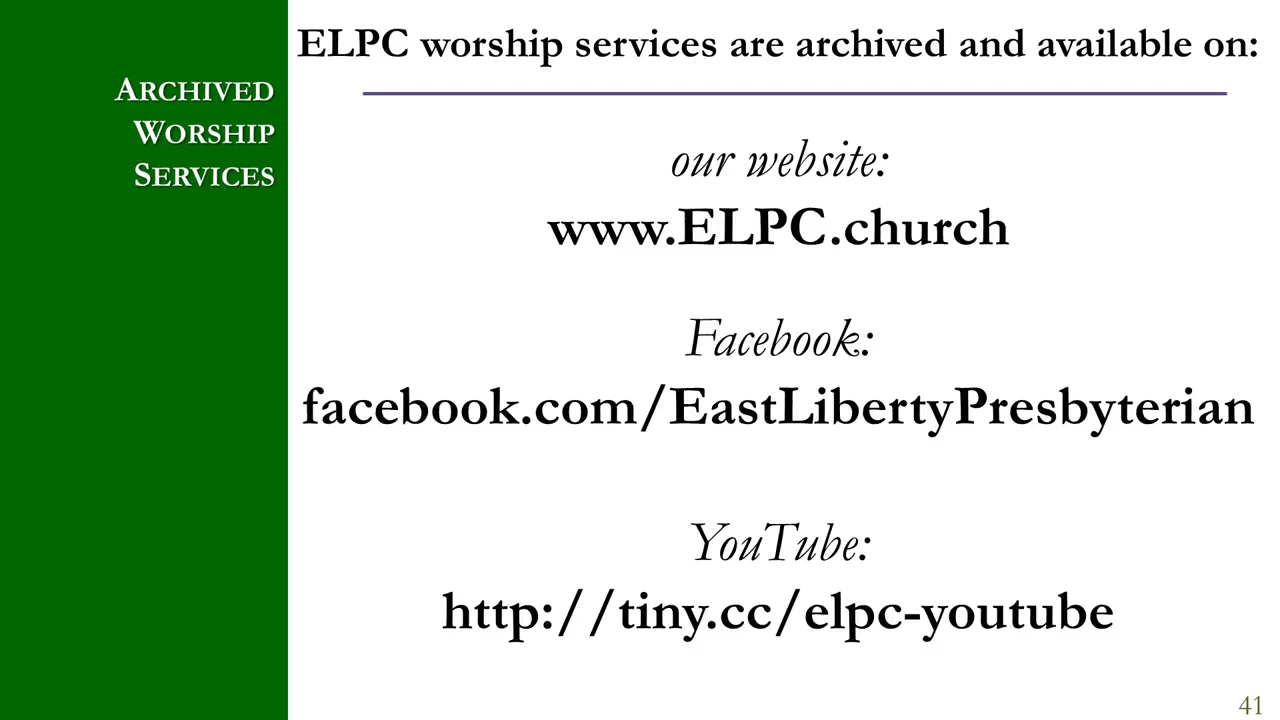 ARCHIVED
WORSHIP
SERVICES
ELPC worship services are archived and available on:
our website:
www.ELPC.church
Facebook:
facebook.com/EastLibertyPresbyterian
YouTube:
http://tiny.cc/elpc-youtube
41